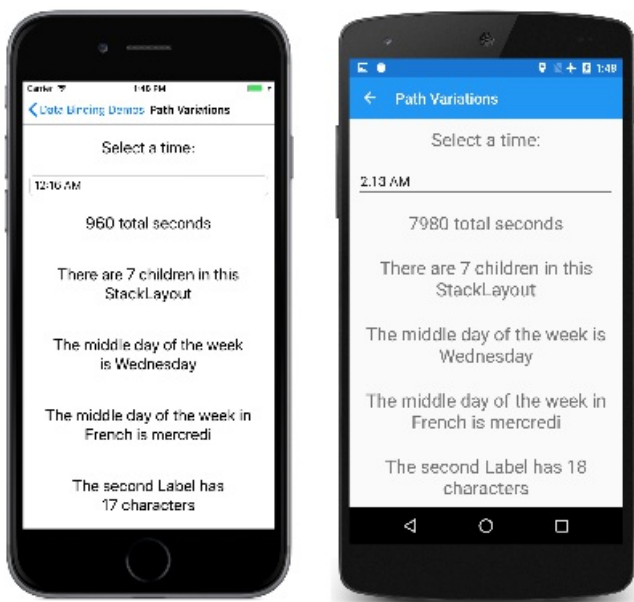 Carrier 1:48 PM
Data Binding Demos Path Variations
Select a time:
12:16 AM
960 total seconds
There are 7 children in this
StackLayout
The middle day of the week
is Wednesday
The middle day of the week in
French is mercredi
The second Label has
17 characters
1:49
Path Variations
Select a time:
2:13 AM
7980 total seconds
There are 7 children in this
StackLayout
The middle day of the week is
Wednesday
The middle day of the week in
French is mercredi
The second Label has 18
characters